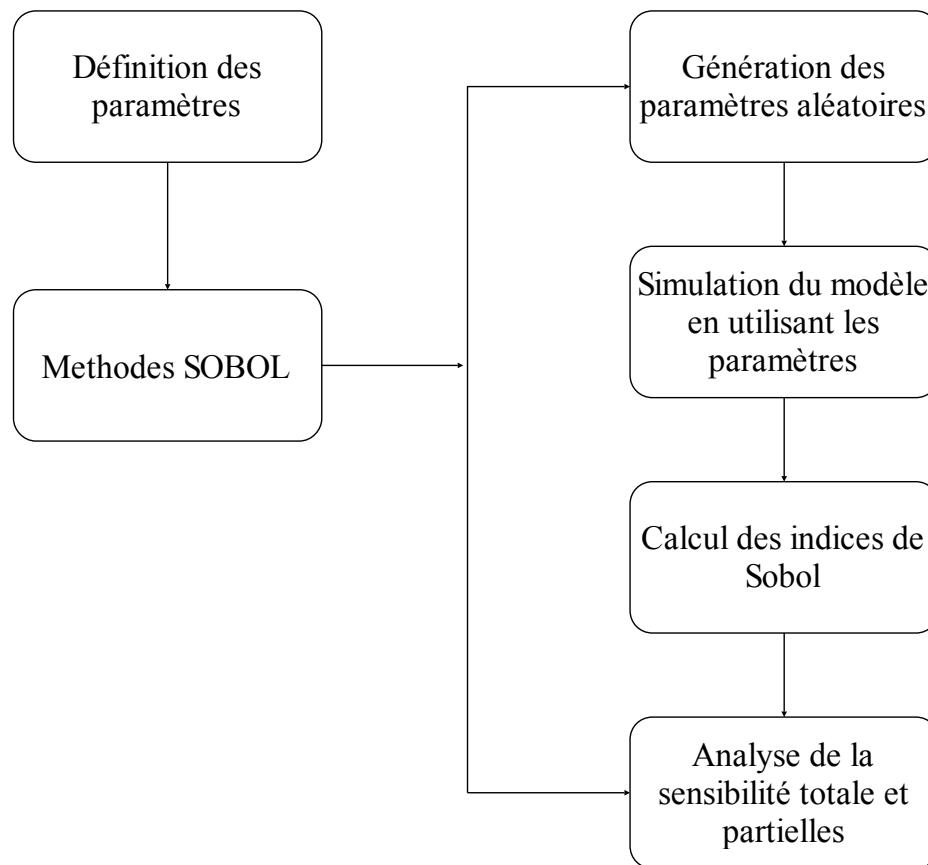 Définition des
paramètres
Methodes SOBOL
Génération des
paramètres aléatoires
Simulation du modèle
en utilisant les
paramètres
Calcul des indices de
Sobol
Analyse de la
sensibilité totale et
partielles